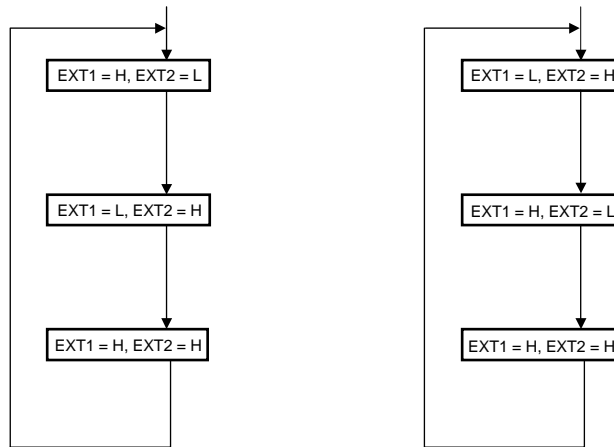 EXT1 = H, EXT2 = L
EXT1 = L, EXT2 = H
EXT1 = H, EXT2 = H
EXT1 = L, EXT2 = H
EXT1 = H, EXT2 = L
EXT1 = H, EXT2 = H